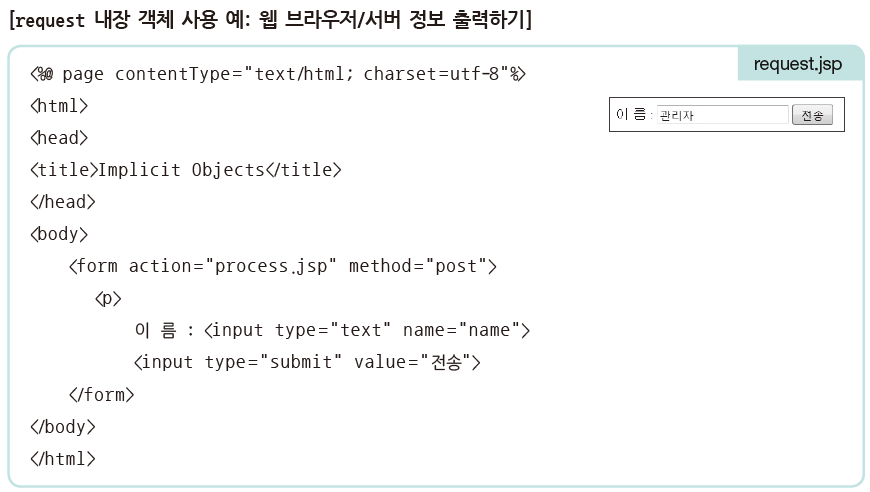 [request 내장 객체 사용 예: 웹 브라우저/서버 정보 출력하기]
request.jsp
<%@ page contentType="text/html; charset=utf-8"%>
<html>
이 름 : 관리자 전송
<head>
<title>Implicit Objects</title>
</head>
<body>
<form action="process.jsp" method="post">
<p>
이 름 : <input type="text" name="name">
<input type="submit" value="전송">
</form>
</body>
</html>